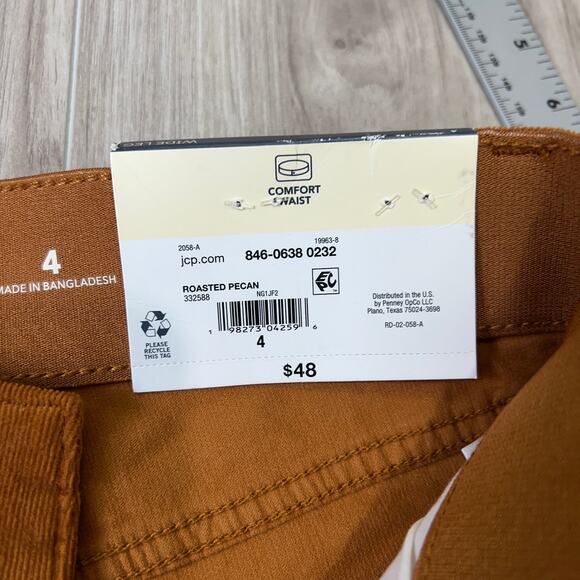 WIDE LEG
COMFORT
WAIST
2058-A
19963-8
jcp.com
846-0638 0232
ROASTED PECAN
332588
NG1JF2
1 98273 04259 6
4
Distributed in the U.S.
by Penney OpCo LLC
Plano, Texas 75024-3698
RD-02-058-A
PLEASE
RECYCLE
THIS TAG
$48
4
MADE IN BANGLADESH
5
6